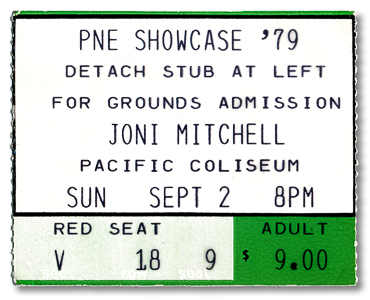 PNE SHOWCASE '79
DETACH STUB AT LEFT
FOR GROUNDS ADMISSION
JONI MITCHELL
PACIFIC COLISEUM
SUN SEPT 2 8PM
RED SEAT ADULT
V 18 9 $ 9.00